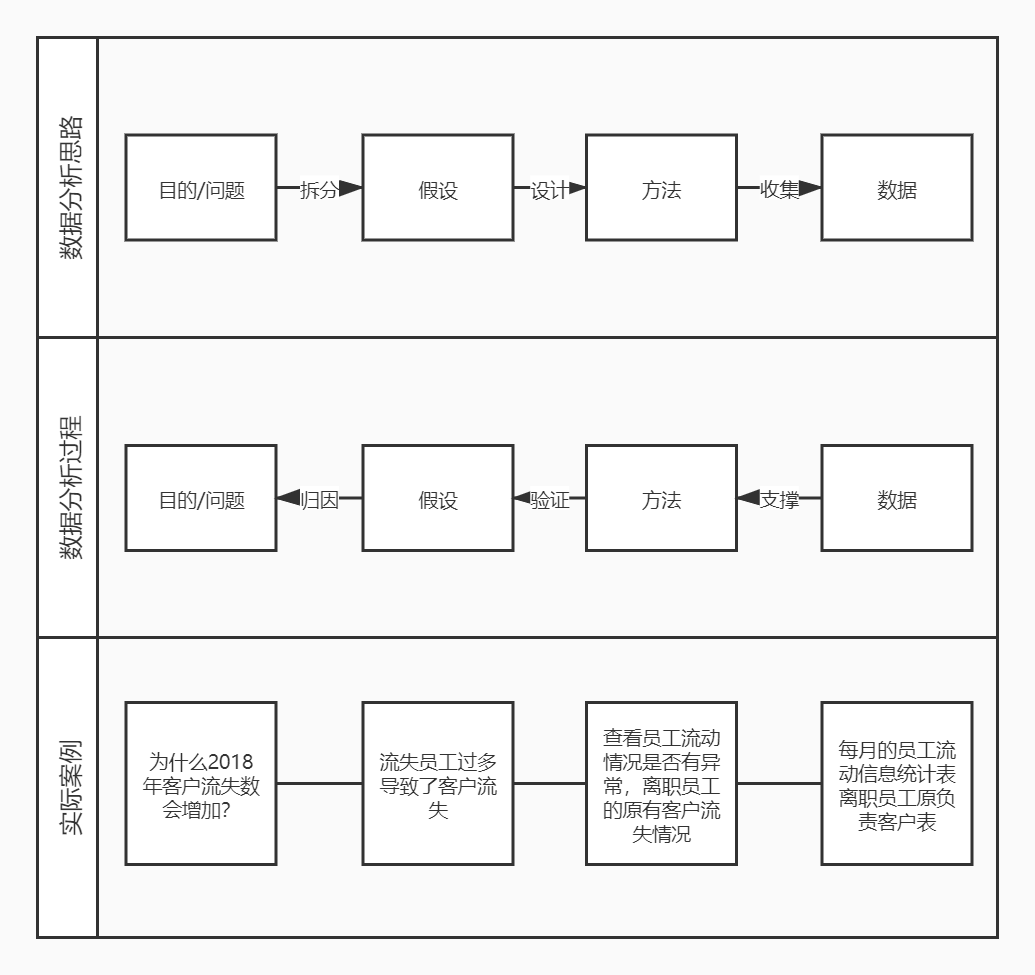 数据分析思路
目的/问题
拆分
假设
设计
方法
收集
数据
数据分析过程
目的/问题
归因
假设
验证
方法
支撑
数据
实际案例
为什么2018
年客户流失数
会增加?
流失员工过多
导致了客户流
失
查看员工流动
情况是否有异
常，离职员工
的原有客户流
失情况
每月的员工流
动信息统计表
离职员工原负
责客户表